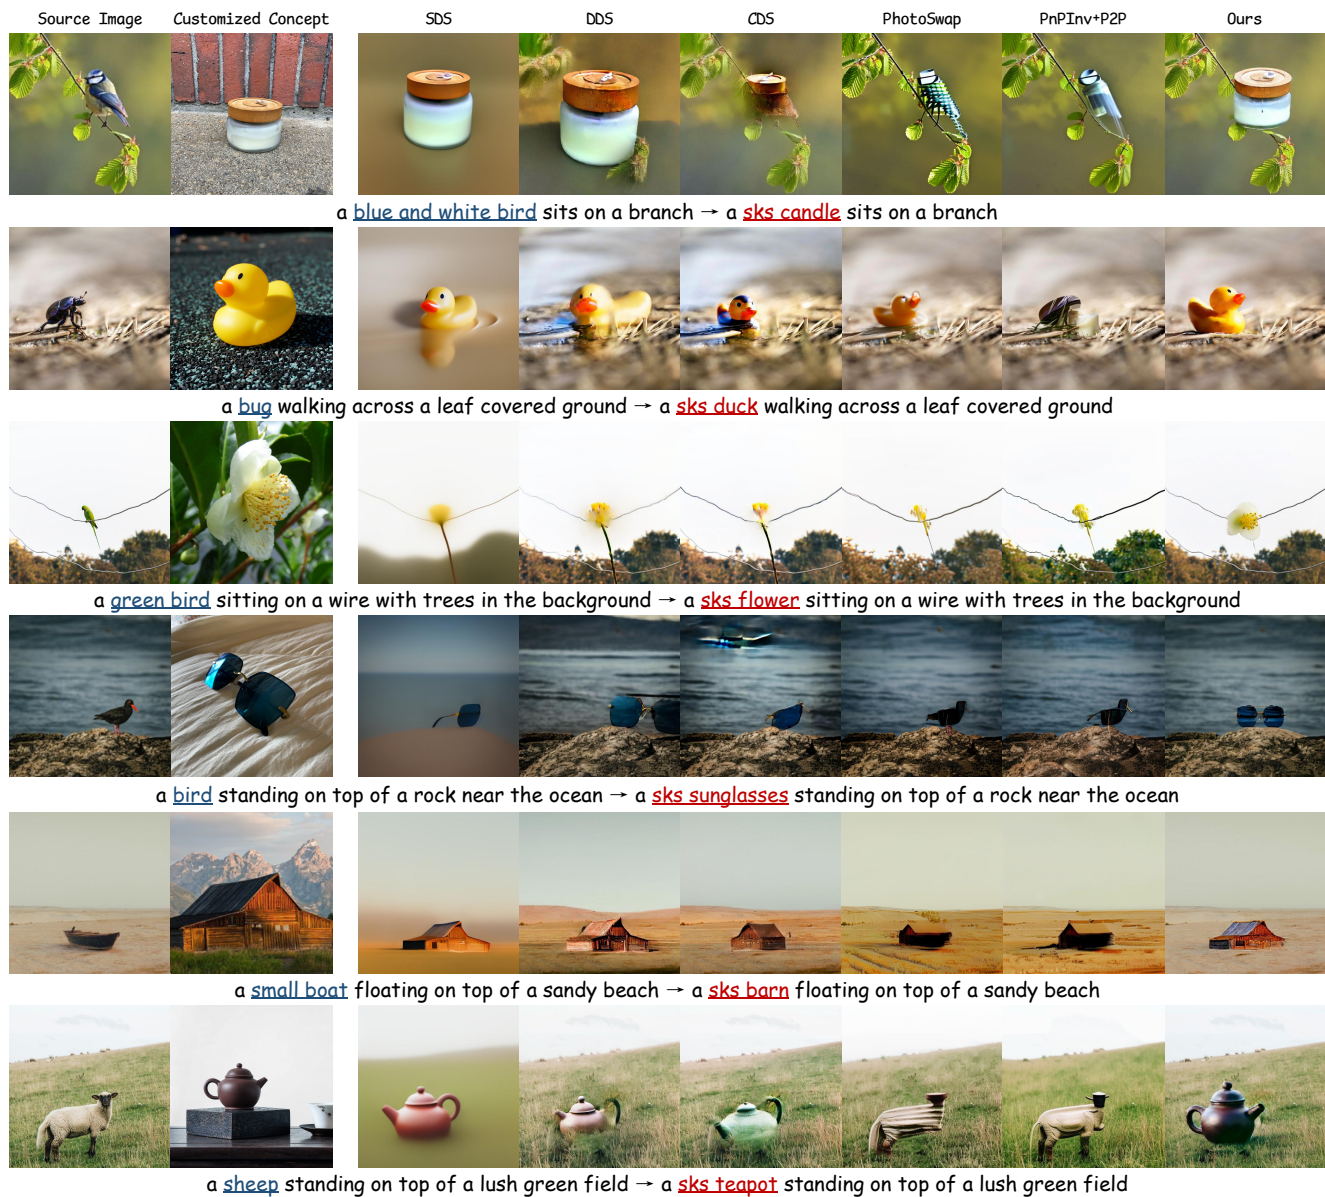 Source Image Customized Concept SDS DDS CDS PhotoSwap PnPInv+P2P Ours
a blue and white bird sits on a branch → a sks candle sits on a branch
a bug walking across a leaf covered ground → a sks duck walking across a leaf covered ground
a green bird sitting on a wire with trees in the background → a sks flower sitting on a wire with trees in the background
a bird standing on top of a rock near the ocean → a sks sunglasses standing on top of a rock near the ocean
a small boat floating on top of a sandy beach → a sks barn floating on top of a sandy beach
a sheep standing on top of a lush green field → a sks teapot standing on top of a lush green field